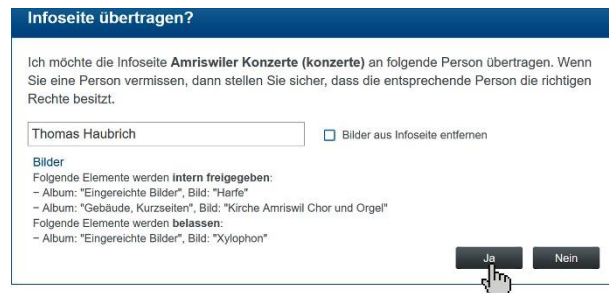 Infoseite übertragen?
Ich möchte die Infoseite Amriswiler Konzerte (konzerte) an folgende Person übertragen. Wenn
Sie eine Person vermissen, dann stellen Sie sicher, dass die entsprechende Person die richtigen
Rechte besitzt.
Thomas Haubrich
Bilder aus Infoseite entfernen
Bilder
Folgende Elemente werden intern freigegeben:
– Album: "Eingereichte Bilder", Bild: "Harfe"
– Album: "Gebäude, Kurzseiten", Bild: "Kirche Amriswil Chor und Orgel"
Folgende Elemente werden belassen:
– Album: "Eingereichte Bilder", Bild: "Xylophon"
Ja
Nein